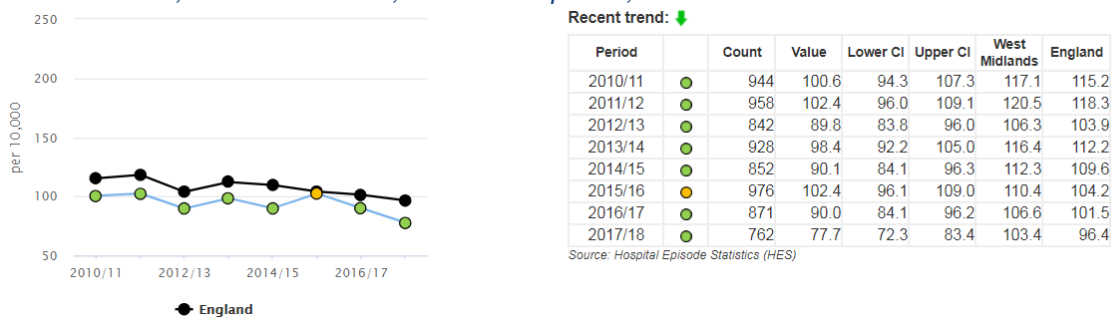 250
200
150
100
50
per 10,000
2010/11 2012/13 2014/15 2016/17
England
Recent trend:
Period Count Value Lower CI Upper CI West Midlands England
2010/11 944 100.6 94.3 107.3 117.1 115.2
2011/12 958 102.4 96.0 109.1 120.5 118.3
2012/13 842 89.8 83.8 96.0 106.3 103.9
2013/14 928 98.4 92.2 105.0 116.4 112.2
2014/15 852 90.1 84.1 96.3 112.3 109.6
2015/16 976 102.4 96.1 109.0 110.4 104.2
2016/17 871 90.0 84.1 96.2 106.6 101.5
2017/18 762 77.7 72.3 83.4 103.4 96.4
Source: Hospital Episode Statistics (HES)